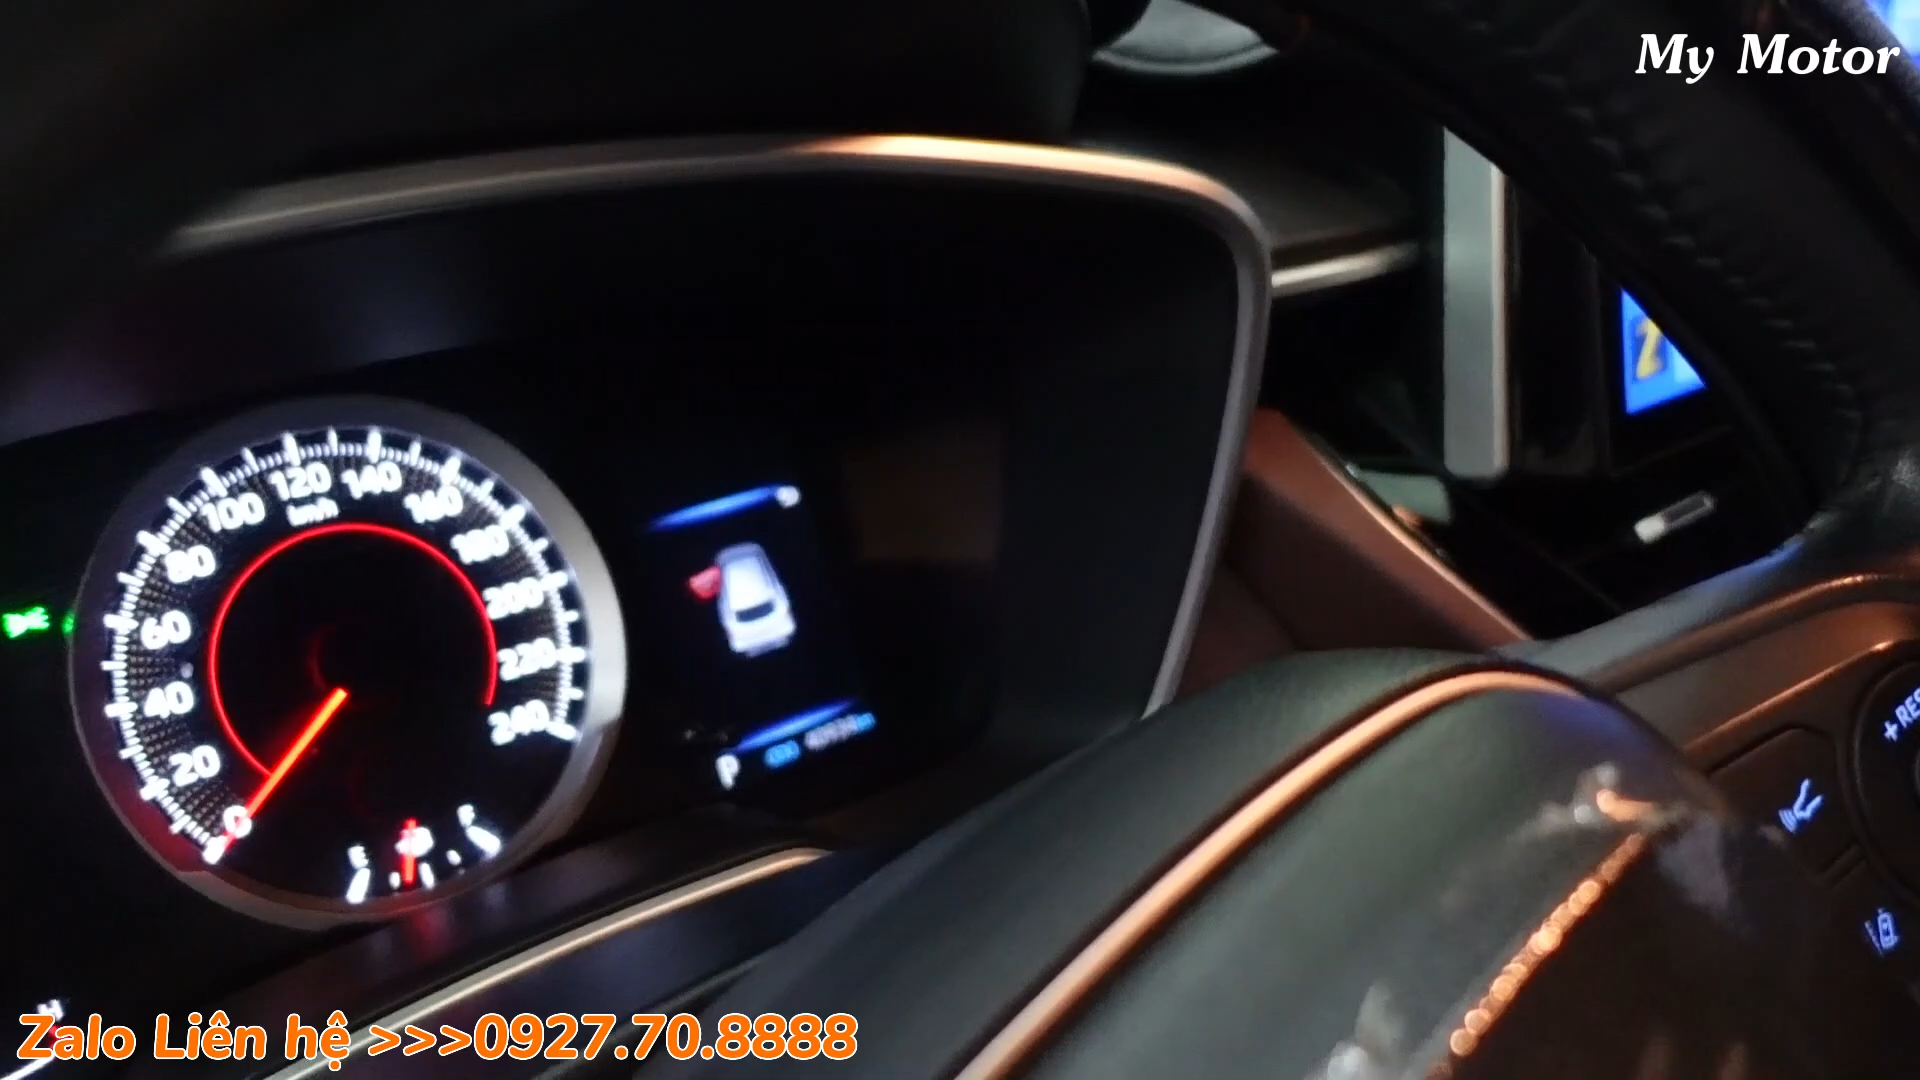 My Motor
120 140
100 160
km/h
80 180
60 200
40 220
20 240
0
E F
P
+RES
Zalo Liên hệ >>>0927.70.8888